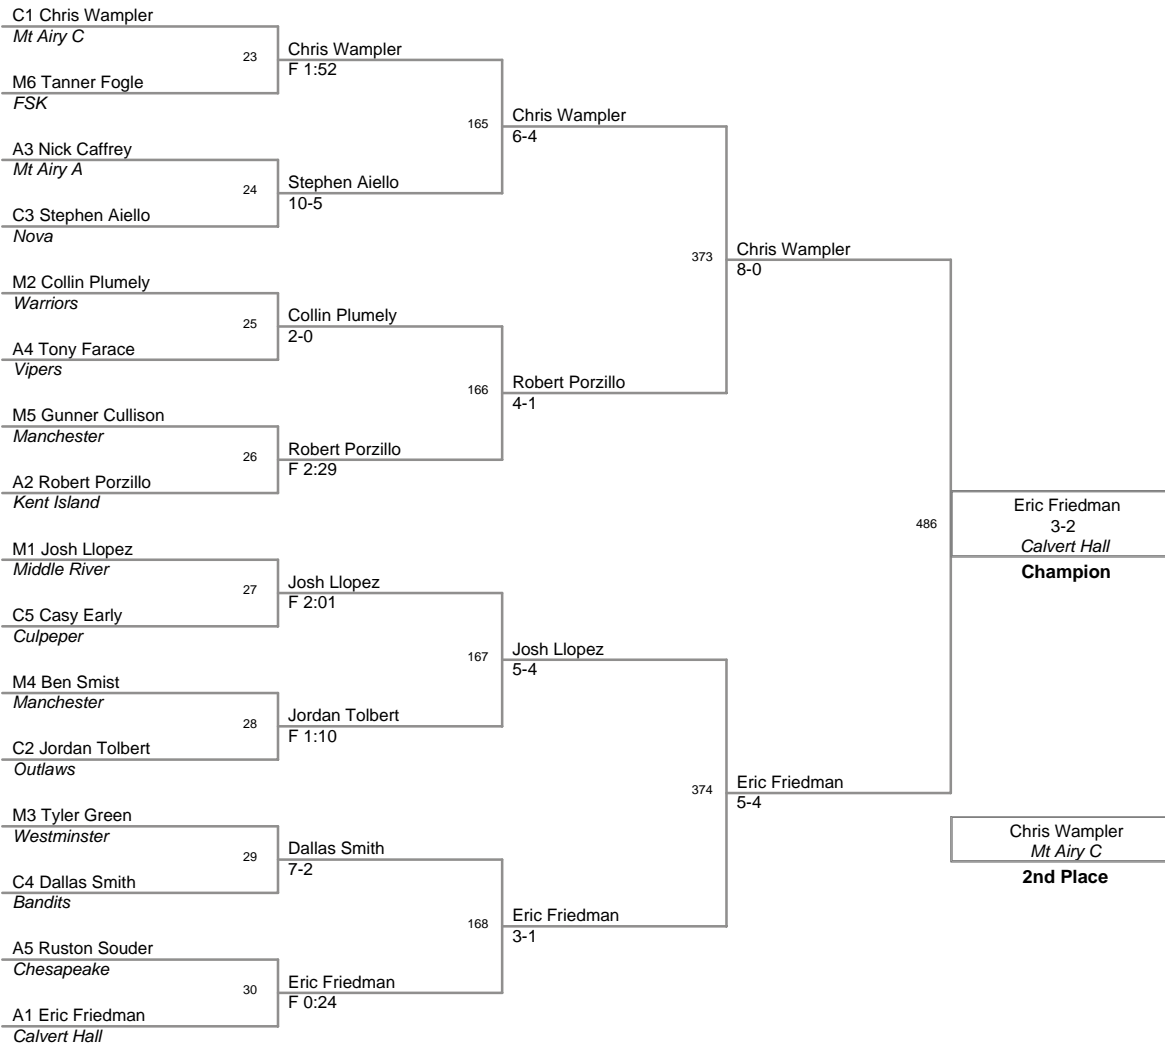 C1 Chris Wampler
Mt Airy C
23
M6 Tanner Fogle
FSK
A3 Nick Caffrey
Mt Airy A
24
C3 Stephen Aiello
Nova
M2 Collin Plumely
Warriors
25
A4 Tony Farace
Vipers
M5 Gunner Cullison
Manchester
26
A2 Robert Porzillo
Kent Island
M1 Josh Llopez
Middle River
27
C5 Casy Early
Culpeper
M4 Ben Smist
Manchester
28
C2 Jordan Tolbert
Outlaws
M3 Tyler Green
Westminster
29
C4 Dallas Smith
Bandits
A5 Ruston Souder
Chesapeake
30
A1 Eric Friedman
Calvert Hall
Chris Wampler
F 1:52
165
Stephen Aiello
10-5
Collin Plumely
2-0
166
Robert Porzillo
F 2:29
Josh Llopez
F 2:01
167
Jordan Tolbert
F 1:10
Dallas Smith
7-2
168
Eric Friedman
F 0:24
Chris Wampler
6-4
373
Robert Porzillo
4-1
Josh Llopez
5-4
374
Eric Friedman
3-1
Chris Wampler
8-0
486
Eric Friedman
5-4
Eric Friedman
3-2
Calvert Hall
Champion
Chris Wampler
Mt Airy C
2nd Place